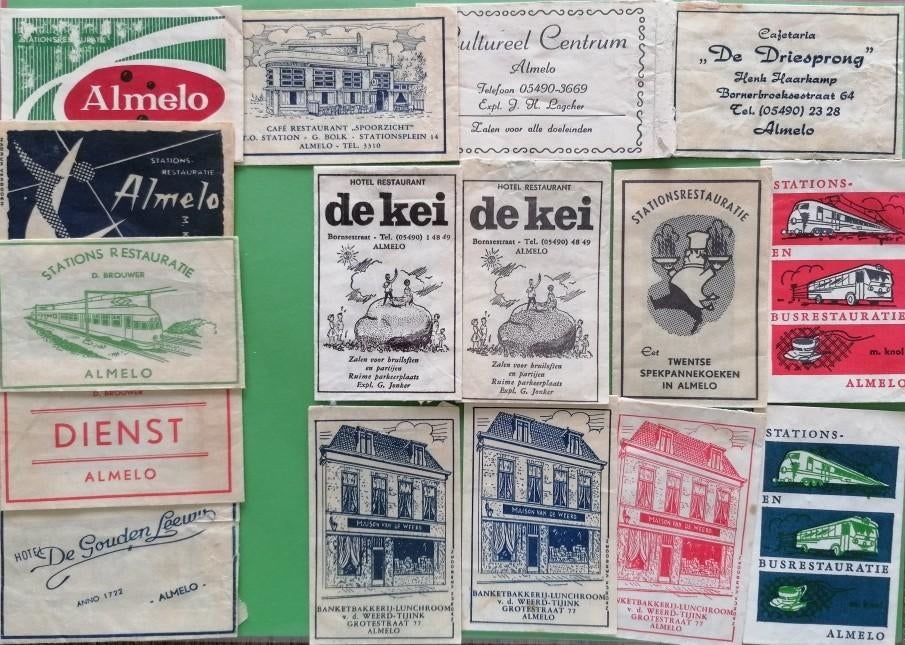 STATIONSRESTAURATIE
Almelo
CAFÉ RESTAURANT „SPOORZICHT"
T.O. STATION - G. BOLK - STATIONSPLEIN 14
ALMELO - TEL. 3310
ultureel Centrum
Almelo
Telefoon 05490-3669
Expl. J. H. Lagcher
Zalen voor alle doeleinden
Cafetaria
„De Driesprong"
Henk Haarkamp
Bornerbroeksestraat 64
Tel. (05490) 23 28
Almelo
STATIONS-
RESTAURATIE
Almelo
STATIONS RESTAURATIE
D. BROUWER
ALMELO
D. BROUWER
DIENST
ALMELO
HOTEL De Gouden Leeuw
ANNO 1722
- ALMELO -
HOTEL RESTAURANT
de kei
Bornsestraat - Tel. (05490) 1 48 49
ALMELO
Zalen voor bruiloften
en partijen
Ruime parkeerplaats
Expl. G. Jonker
HOTEL RESTAURANT
de kei
Bornsestraat - Tel. (05490) 48 49
ALMELO
Zalen voor bruiloften
en partijen
Ruime parkeerplaats
Expl. G. Jonker
STATIONSRESTAURATIE
Eet
TWENTSE
SPEKPANNEKOEKEN
IN ALMELO
STATIONS-
EN
BUSRESTAURATIE
m. knol
ALMELO
MAISON VAN DE WEERD
BANKETBAKKERIJ-LUNCHROOM
v. d. WEERD-TIJINK
GROTESTRAAT 77
ALMELO
MAISON VAN DE WEERD
BANKETBAKKERIJ-LUNCHROOM
v. d. WEERD-TIJINK
GROTESTRAAT 77
ALMELO
MAISON VAN DE WEERD
NKETBAKKERIJ-LUNCHROOM
v. d. WEERD-TIJINK
GROTESTRAAT 77
ALMELO
STATIONS-
EN
BUSRESTAURATIE
m. knol
ALMELO